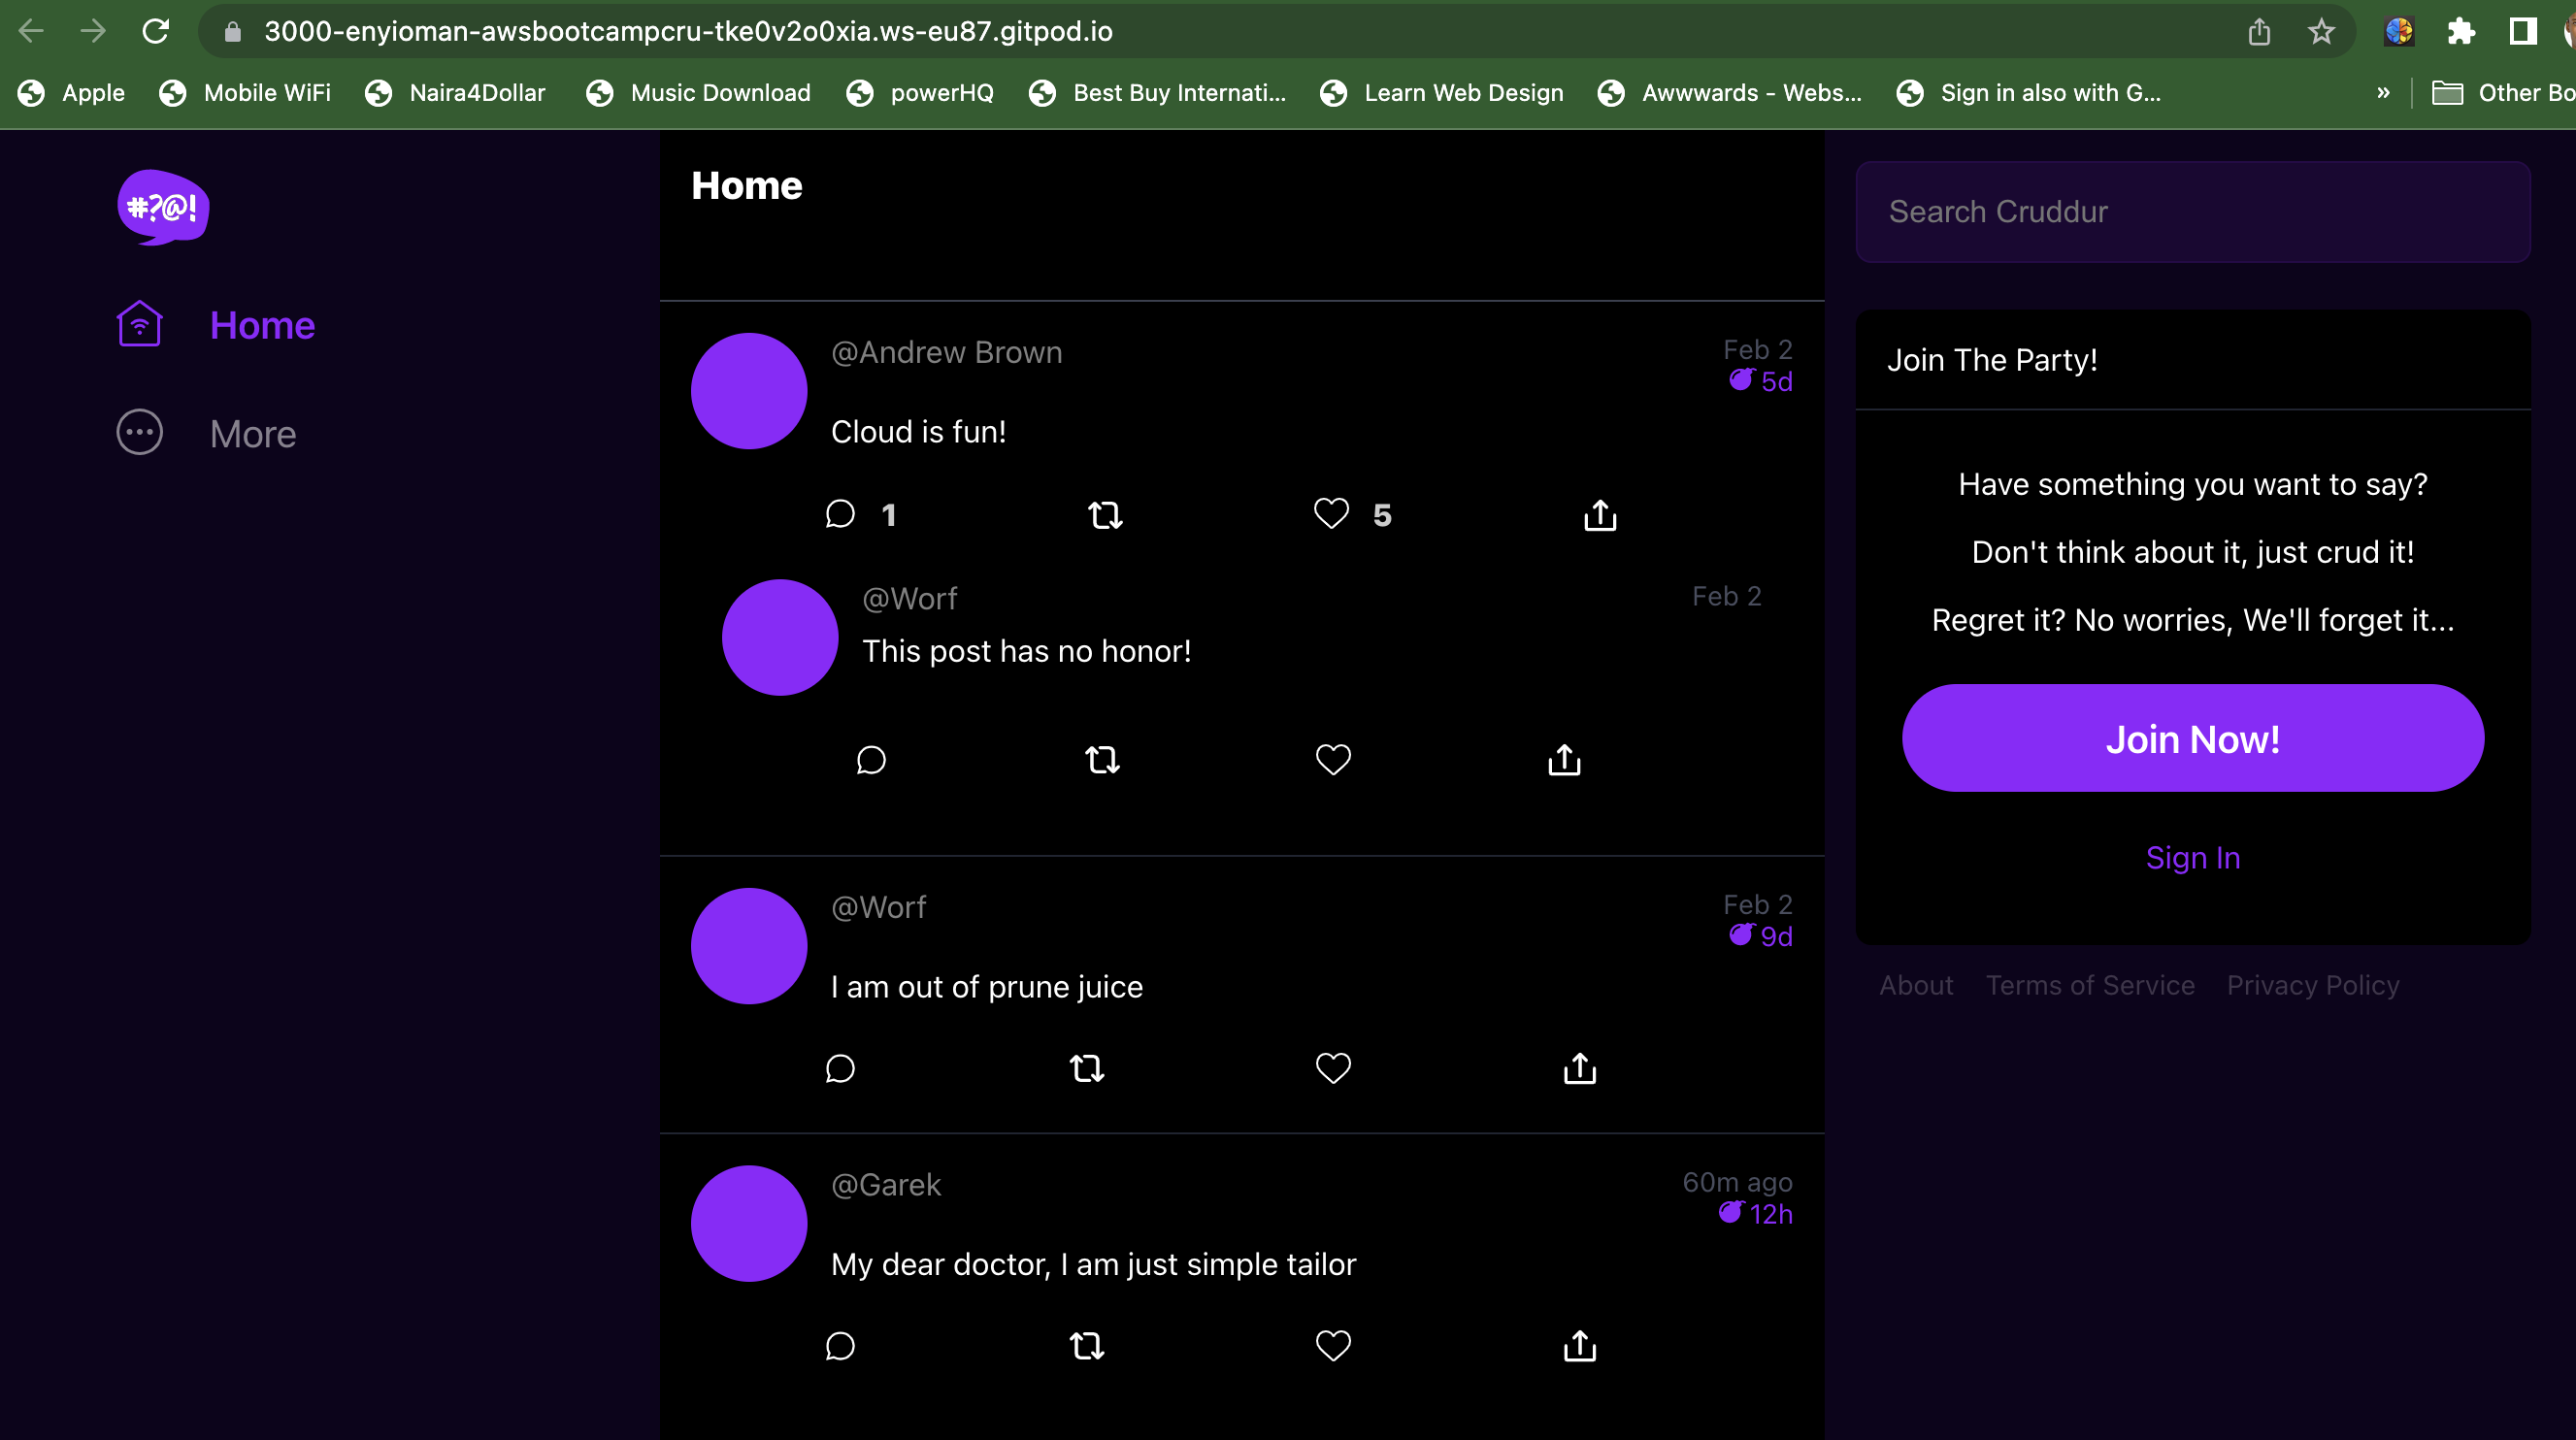 3000-enyioman-awsbootcampcru-tke0v2o0xia.ws-eu87.gitpod.io
Apple
Mobile WiFi
Naira4Dollar
Music Download
powerHQ
Best Buy Internati...
Learn Web Design
Awwwards - Webs...
Sign in also with G...
»
Other Bo
#?@!
Home
More
Home
@Andrew Brown
Feb 2
5d
Cloud is fun!
1
5
@Worf
Feb 2
This post has no honor!
@Worf
Feb 2
9d
I am out of prune juice
@Garek
60m ago
12h
My dear doctor, I am just simple tailor
Search Cruddur
Join The Party!
Have something you want to say?
Don't think about it, just crud it!
Regret it? No worries, We'll forget it...
Join Now!
Sign In
About
Terms of Service
Privacy Policy